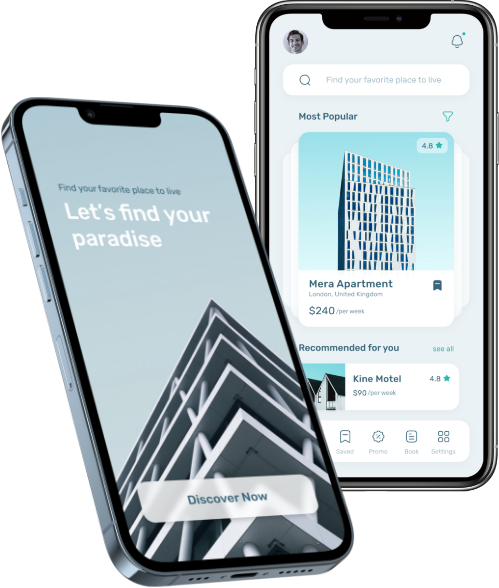 Find your favorite place to live
Let's find your
paradise
Discover Now
Find your favorite place to live
Most Popular
4.8
Mera Apartment
London, United Kingdom
$240 /per week
Recommended for you
see all
Kine Motel
4.8
$90 /per week
Saved
Promo
Book
Settings